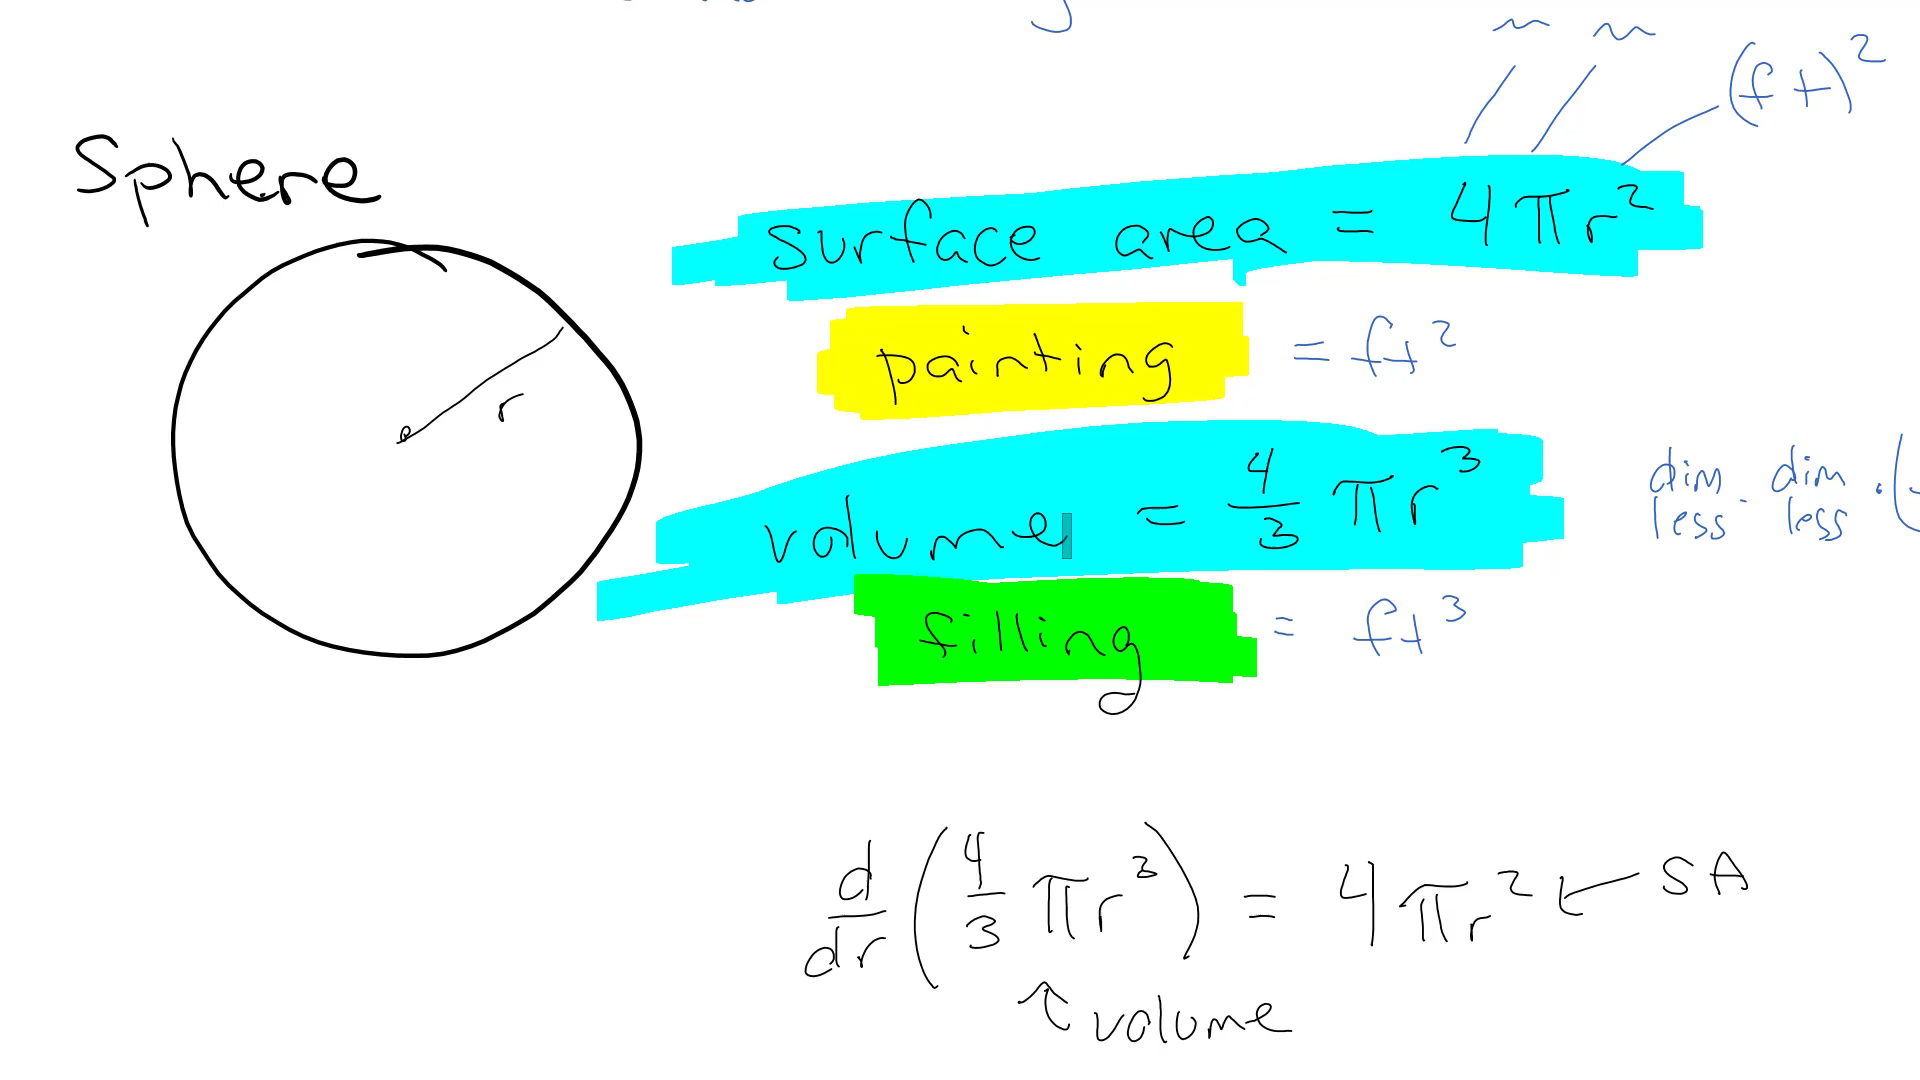 (ft)²
Sphere
surface area = 4πr²
painting = ft²
r
volume = 4/3 πr³
dim less · dim less · (
filling = ft³
d/dr (4/3 πr³) = 4πr² ← SA
↑ volume